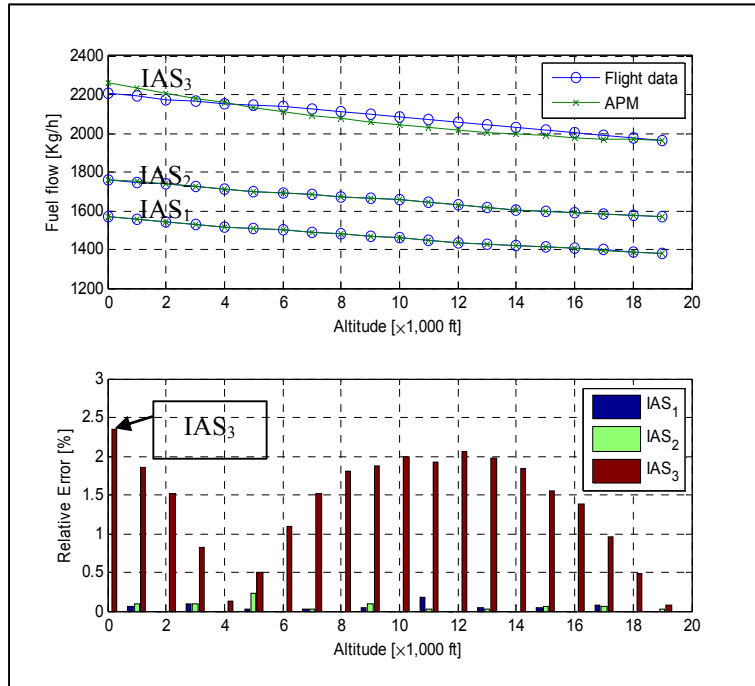 2400
2200
2000
1800
1600
1400
1200
Fuel flow [Kg/h]
IAS3
IAS2
IAS1
Flight data
APM
0 2 4 6 8 10 12 14 16 18 20
Altitude [×1,000 ft]
3
2.5
2
1.5
1
0.5
0
Relative Error [%]
IAS3
IAS1
IAS2
IAS3
0 2 4 6 8 10 12 14 16 18 20
Altitude [×1,000 ft]